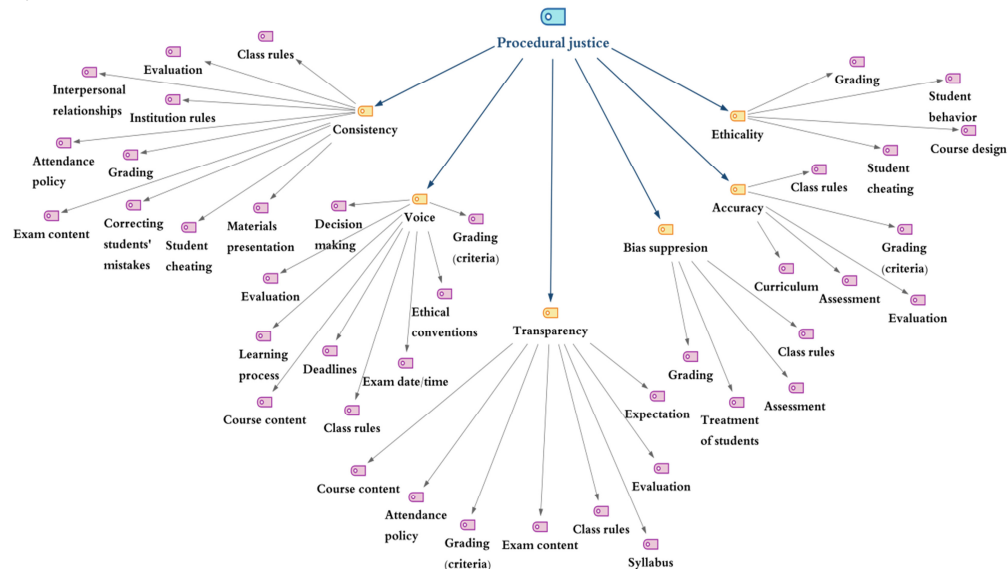 Procedural justice
Class rules
Evaluation
Interpersonal
relationships
Institution rules
Consistency
Attendance
policy
Grading
Exam content
Correcting
students'
mistakes
Student
cheating
Materials
presentation
Voice
Decision
making
Grading
(criteria)
Evaluation
Ethical
conventions
Learning
process
Deadlines
Exam date/time
Course content
Class rules
Transparency
Course content
Attendance
policy
Grading
(criteria)
Exam content
Class rules
Syllabus
Evaluation
Expectation
Bias suppresion
Grading
Treatment
of students
Assessment
Class rules
Accuracy
Class rules
Grading
(criteria)
Curriculum
Assessment
Evaluation
Ethicality
Grading
Student
behavior
Course design
Student
cheating